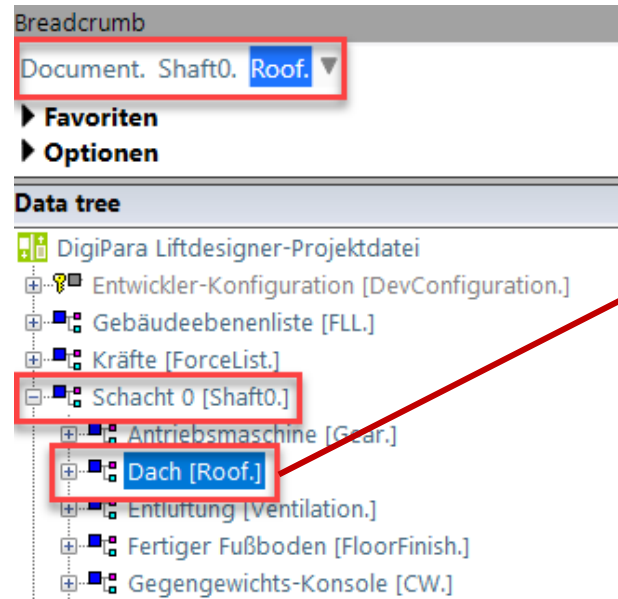 Breadcrumb
Document. Shaft0. Roof.
Favoriten
Optionen
Data tree
DigiPara Liftdesigner-Projektdatei
Entwickler-Konfiguration [DevConfiguration.]
Gebäudeebenenliste [FLL.]
Kräfte [ForceList.]
Schacht 0 [Shaft0.]
Antriebsmaschine [Gear.]
Dach [Roof.]
Entlüftung [Ventilation.]
Fertiger Fußboden [FloorFinish.]
Gegengewichts-Konsole [CW.]